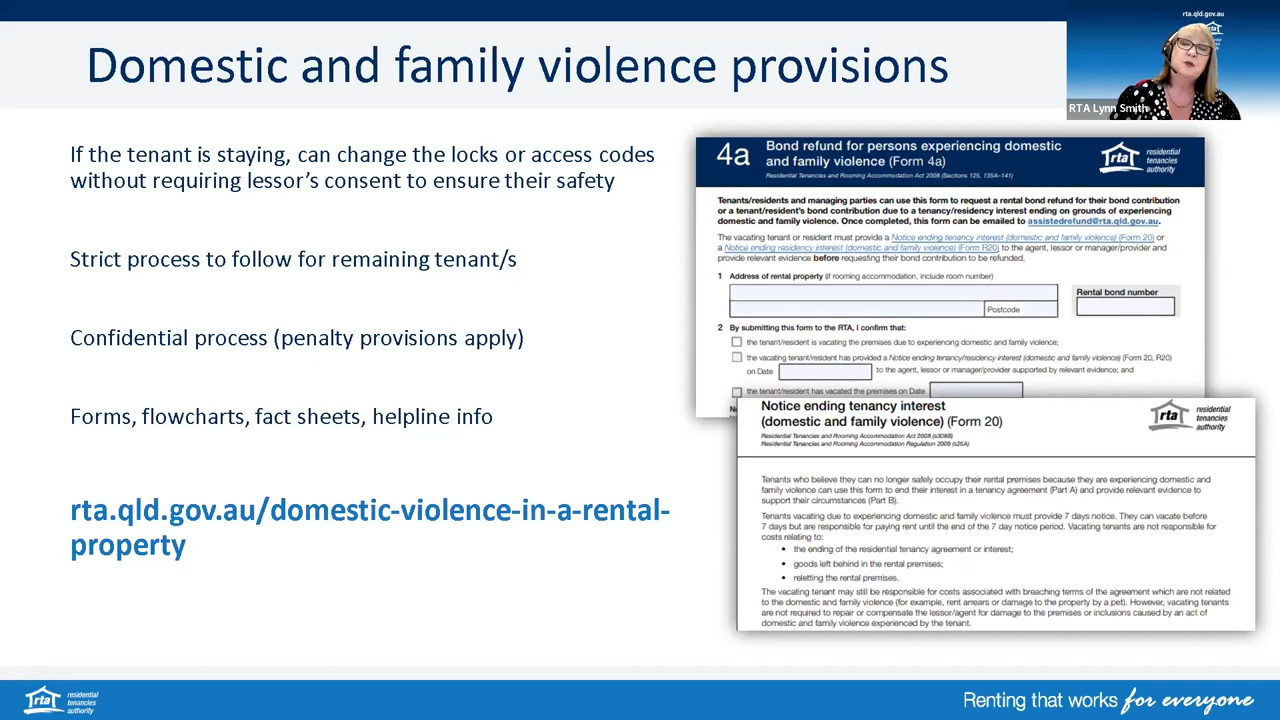 Domestic and family violence provisions
rta.qld.gov.au
RTA Lynn Smith
If the tenant is staying, can change the locks or access codes
without requiring lessor's consent to ensure their safety
Strict process to follow for remaining tenant/s
Confidential process (penalty provisions apply)
Forms, flowcharts, fact sheets, helpline info
rta.qld.gov.au/domestic-violence-in-a-rental-
property
4a
Bond refund for persons experiencing domestic
and family violence (Form 4a)
Residential Tenancies and Rooming Accommodation Act 2008 (Sections 125, 135A–141)
rta
residential
tenancies
authority
Tenants/residents and managing parties can use this form to request a rental bond refund for their bond contribution
or a tenant/resident's bond contribution due to a tenancy/residency interest ending on grounds of experiencing
domestic and family violence. Once completed, this form can be emailed to assistedrefund@rta.qld.gov.au.
The vacating tenant or resident must provide a Notice ending tenancy interest (domestic and family violence) (Form 20) or
a Notice ending residency interest (domestic and family violence) (Form R20) to the agent, lessor or manager/provider and
provide relevant evidence before requesting their bond contribution to be refunded.
1 Address of rental property (if rooming accommodation, include room number)
Rental bond number
Postcode
2 By submitting this form to the RTA, I confirm that:
the tenant/resident is vacating the premises due to experiencing domestic and family violence;
the vacating tenant/resident has provided a Notice ending tenancy/residency interest (domestic and family violence) (Form 20, R20)
on Date to the agent, lessor or manager/provider supported by relevant evidence; and
the tenant/resident has vacated the premises on Date
Notice ending tenancy interest
(domestic and family violence) (Form 20)
Residential Tenancies and Rooming Accommodation Act 2008 (s308B)
Residential Tenancies and Rooming Accommodation Regulation 2009 (s25A)
rta
residential
tenancies
authority
Tenants who believe they can no longer safely occupy their rental premises because they are experiencing domestic and
family violence can use this form to end their interest in a tenancy agreement (Part A) and provide relevant evidence to
support their circumstances (Part B).
Tenants vacating due to experiencing domestic and family violence must provide 7 days notice. They can vacate before
7 days but are responsible for paying rent until the end of the 7 day notice period. Vacating tenants are not responsible for
costs relating to:
• the ending of the residential tenancy agreement or interest;
• goods left behind in the rental premises;
• reletting the rental premises.
The vacating tenant may still be responsible for costs associated with breaching terms of the agreement which are not related
to the domestic and family violence (for example, rent arrears or damage to the property by a pet). However, vacating tenants
are not required to repair or compensate the lessor/agent for damage to the premises or inclusions caused by an act of
domestic and family violence experienced by the tenant.
rta
residential
tenancies
authority
Renting that works for everyone